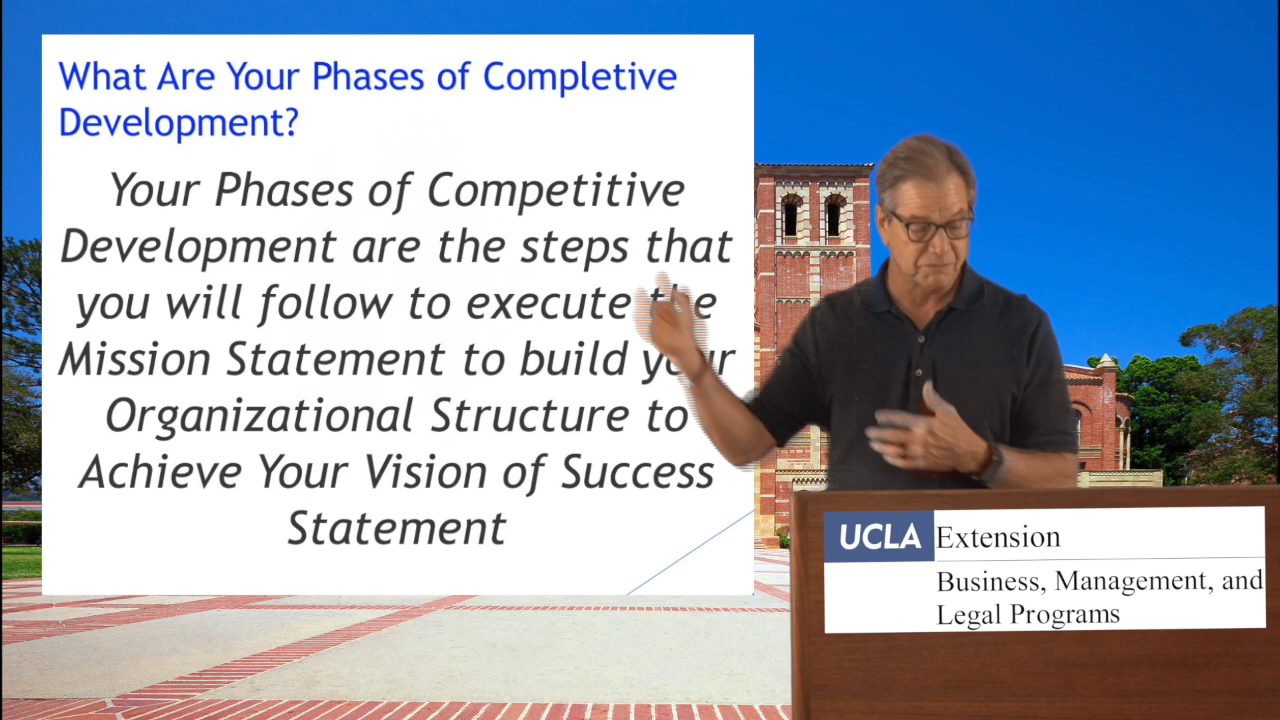 What Are Your Phases of Completive
Development?
Your Phases of Competitive
Development are the steps that
you will follow to execute the
Mission Statement to build your
Organizational Structure to
Achieve Your Vision of Success
Statement
UCLA Extension
Business, Management, and
Legal Programs